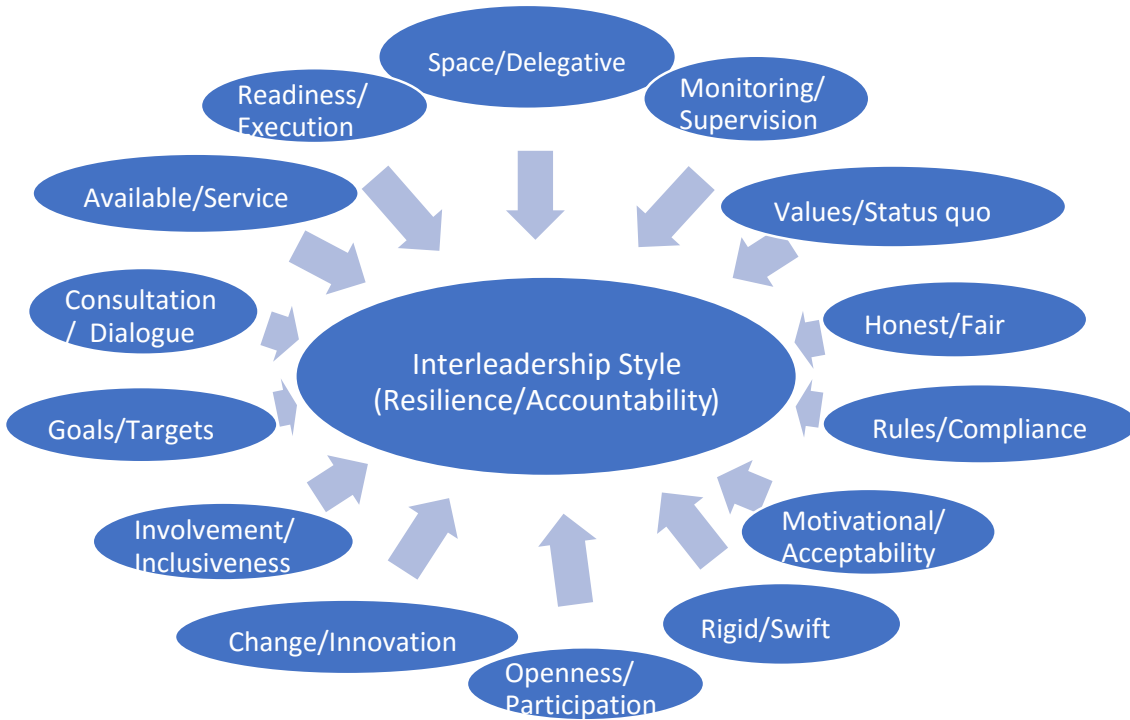 Space/Delegative
Monitoring/
Supervision
Values/Status quo
Honest/Fair
Rules/Compliance
Motivational/
Acceptability
Rigid/Swift
Openness/
Participation
Change/Innovation
Involvement/
Inclusiveness
Goals/Targets
Consultation
/ Dialogue
Available/Service
Readiness/
Execution
Interleadership Style
(Resilience/Accountability)